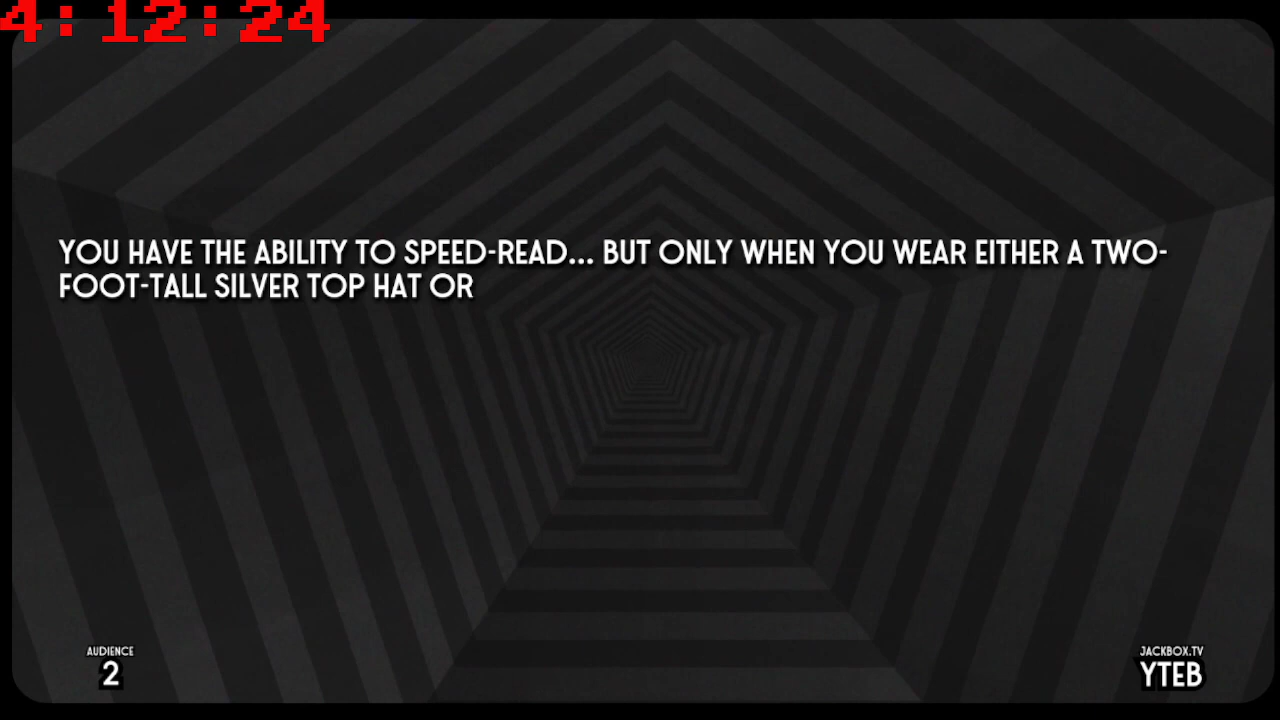 4:12:24
YOU HAVE THE ABILITY TO SPEED-READ... BUT ONLY WHEN YOU WEAR EITHER A TWO-
FOOT-TALL SILVER TOP HAT OR
AUDIENCE
2
JACKBOX.TV
YTEB